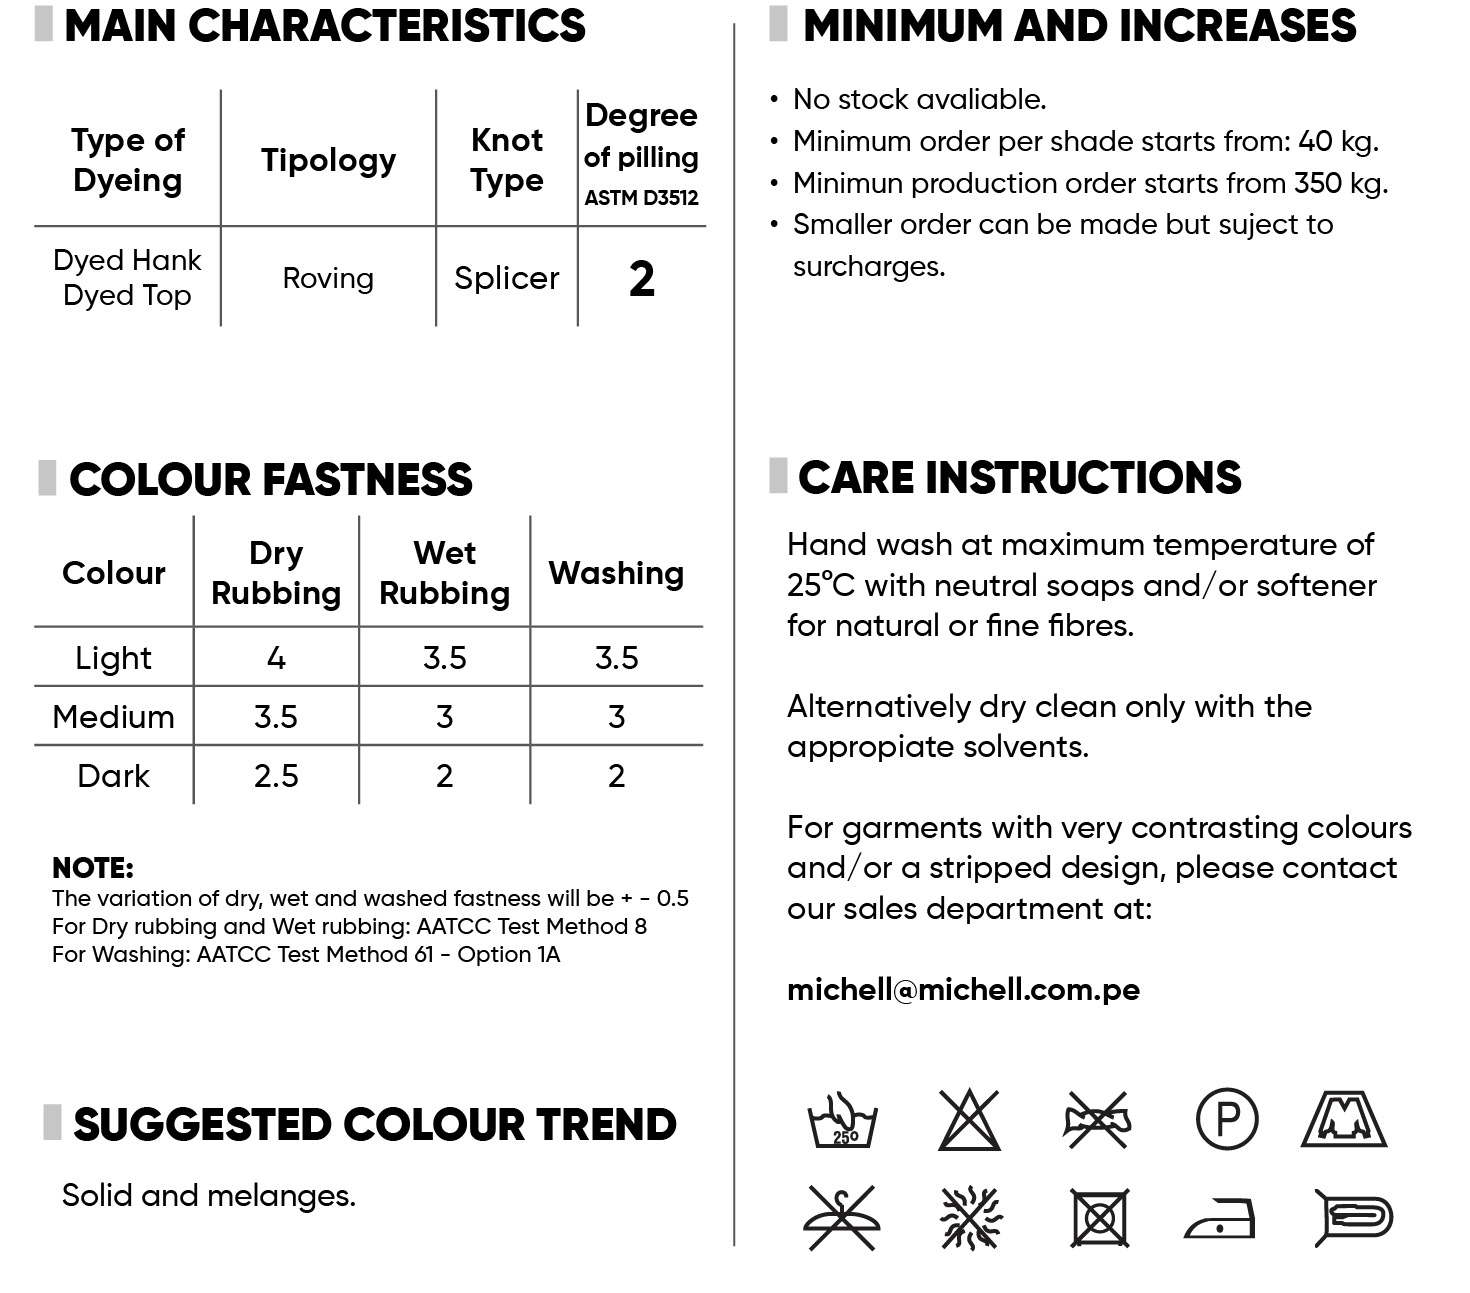 MAIN CHARACTERISTICS
Type of
Dyeing
Tipology
Knot
Type
Degree
of pilling
ASTM D3512
Dyed Hank
Dyed Top
Roving
Splicer
2
COLOUR FASTNESS
Colour
Dry
Rubbing
Wet
Rubbing
Washing
Light 4 3.5 3.5
Medium 3.5 3 3
Dark 2.5 2 2
NOTE:
The variation of dry, wet and washed fastness will be + - 0.5
For Dry rubbing and Wet rubbing: AATCC Test Method 8
For Washing: AATCC Test Method 61 - Option 1A
SUGGESTED COLOUR TREND
Solid and melanges.
MINIMUM AND INCREASES
• No stock avaliable.
• Minimum order per shade starts from: 40 kg.
• Minimun production order starts from 350 kg.
• Smaller order can be made but suject to
surcharges.
CARE INSTRUCTIONS
Hand wash at maximum temperature of
25°C with neutral soaps and/or softener
for natural or fine fibres.
Alternatively dry clean only with the
appropiate solvents.
For garments with very contrasting colours
and/or a stripped design, please contact
our sales department at:
michell@michell.com.pe
25º
P